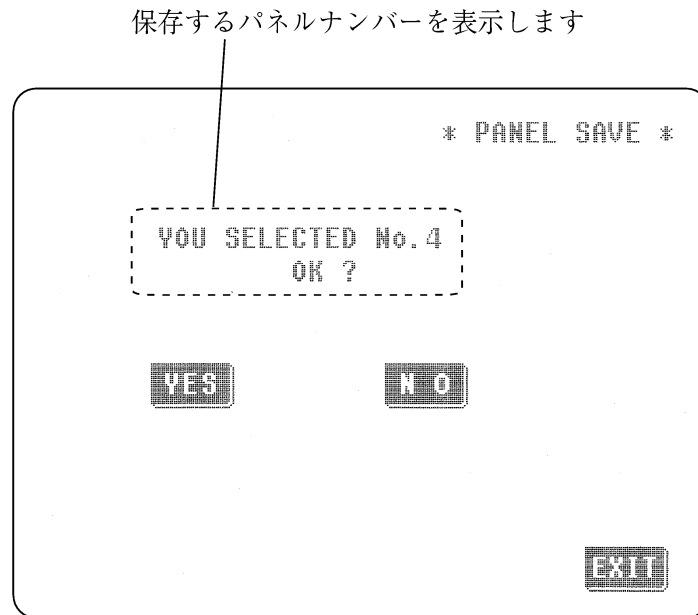 保存するパネルナンバーを表示します
* PANEL SAVE *
YOU SELECTED No.4
OK ?
YES
N O
EXIT